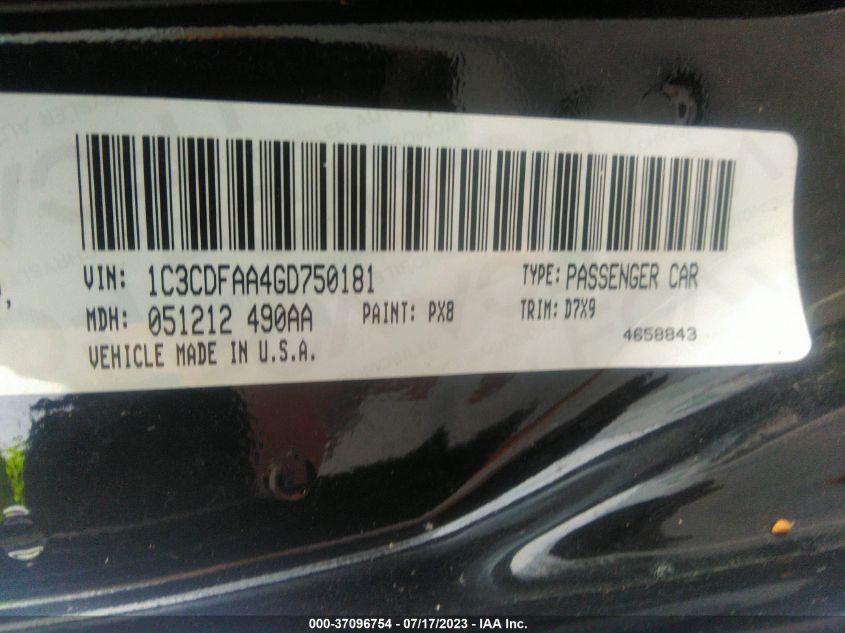 VIN: 1C3CDFAA4GD750181 TYPE: PASSENGER CAR
MDH: 051212 490AA PAINT: PX8 TRIM: D7X9
VEHICLE MADE IN U.S.A. 4658843
000-37096754 - 07/17/2023 - IAA Inc.